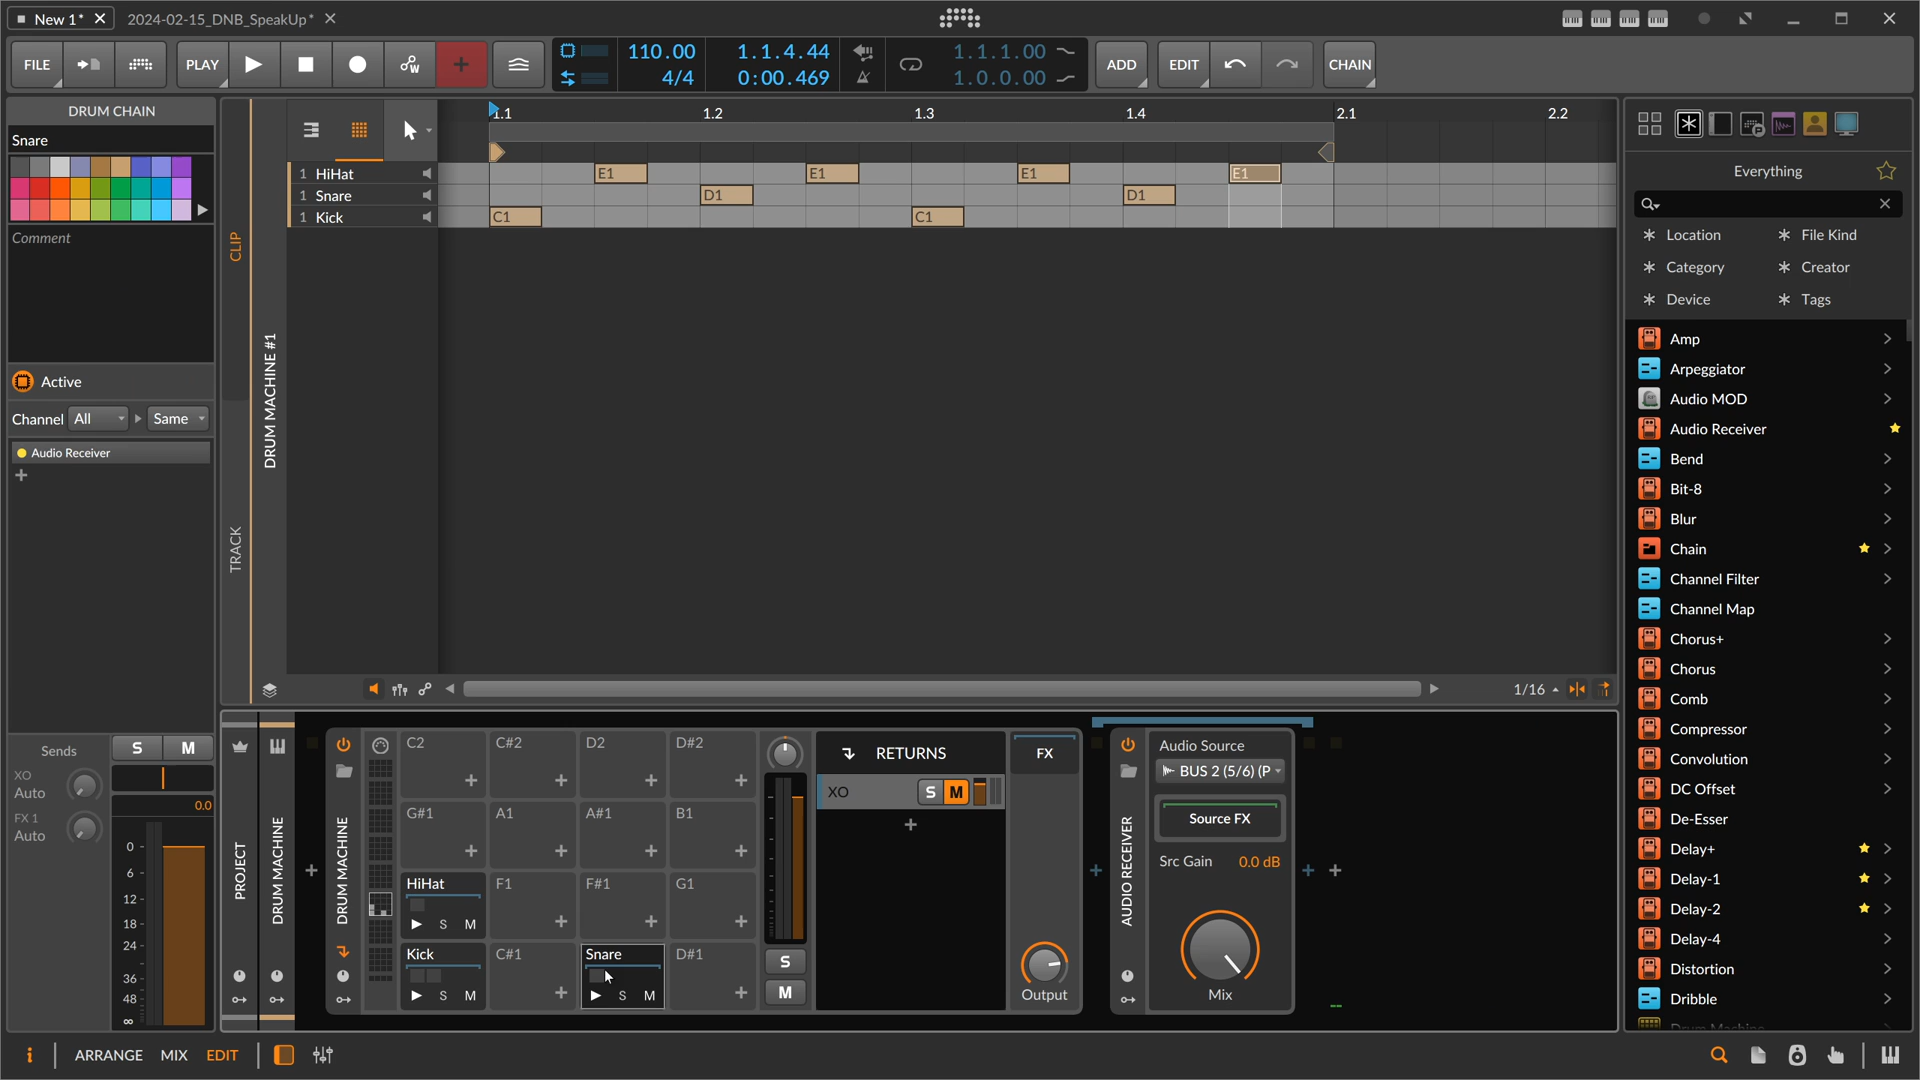 New 1*
2024-02-15_DNB_SpeakUp*
FILE
PLAY
110.00
4/4
1.1.4.44
0:00.469
1.1.1.00
1.0.0.00
ADD
EDIT
CHAIN
DRUM CHAIN
Snare
Comment
Active
Channel All Same
Audio Receiver
Sends
S M
XO
Auto
0.0
FX 1
Auto
0
6
12
18
24
36
48
∞
CLIP
TRACK
DRUM MACHINE #1
1.1 1.2 1.3 1.4 2.1 2.2
1 HiHat E1 E1 E1 E1
1 Snare D1 D1
1 Kick C1 C1
1/16
PROJECT
DRUM MACHINE
DRUM MACHINE
C2 C#2 D2 D#2
G#1 A1 A#1 B1
HiHat F1 F#1 G1
S M
Kick C#1 Snare D#1
S M S M
S
M
RETURNS
XO S M
FX
Output
AUDIO RECEIVER
Audio Source
BUS 2 (5/6) (P
Source FX
Src Gain 0.0 dB
Mix
Everything
Location File Kind
Category Creator
Device Tags
Amp
Arpeggiator
Audio MOD
Audio Receiver
Bend
Bit-8
Blur
Chain
Channel Filter
Channel Map
Chorus+
Chorus
Comb
Compressor
Convolution
DC Offset
De-Esser
Delay+
Delay-1
Delay-2
Delay-4
Distortion
Dribble
Drum Machine
i ARRANGE MIX EDIT